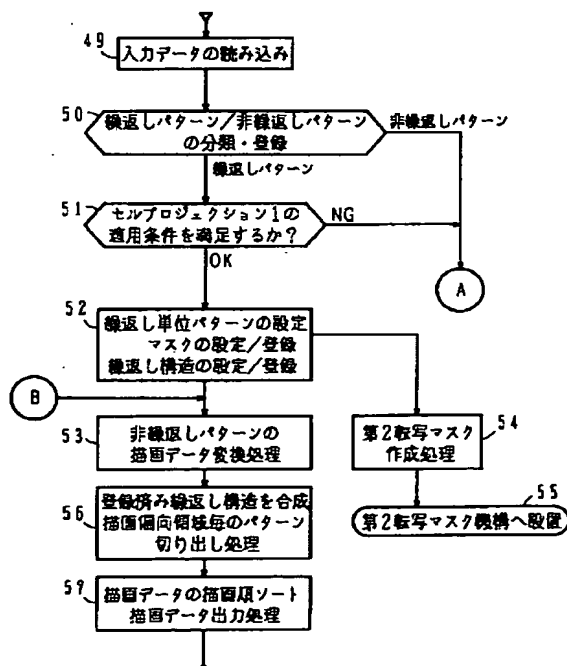 49
入力データの読み込み
50
繰返しパターン/非繰返しパターン
の分類・登録
非繰返しパターン
繰返しパターン
51
セルプロジェクション1の
適用条件を満足するか?
NG
OK
A
52
繰返し単位パターンの設定
マスクの設定/登録
繰返し構造の設定/登録
B
53
非繰返しパターンの
描画データ変換処理
54
第2転写マスク
作成処理
55
第2転写マスク機構へ設置
56
登録済み繰返し構造を合成
描画偏向領域毎のパターン
切り出し処理
59
描画データの描画順ソート
描画データ出力処理